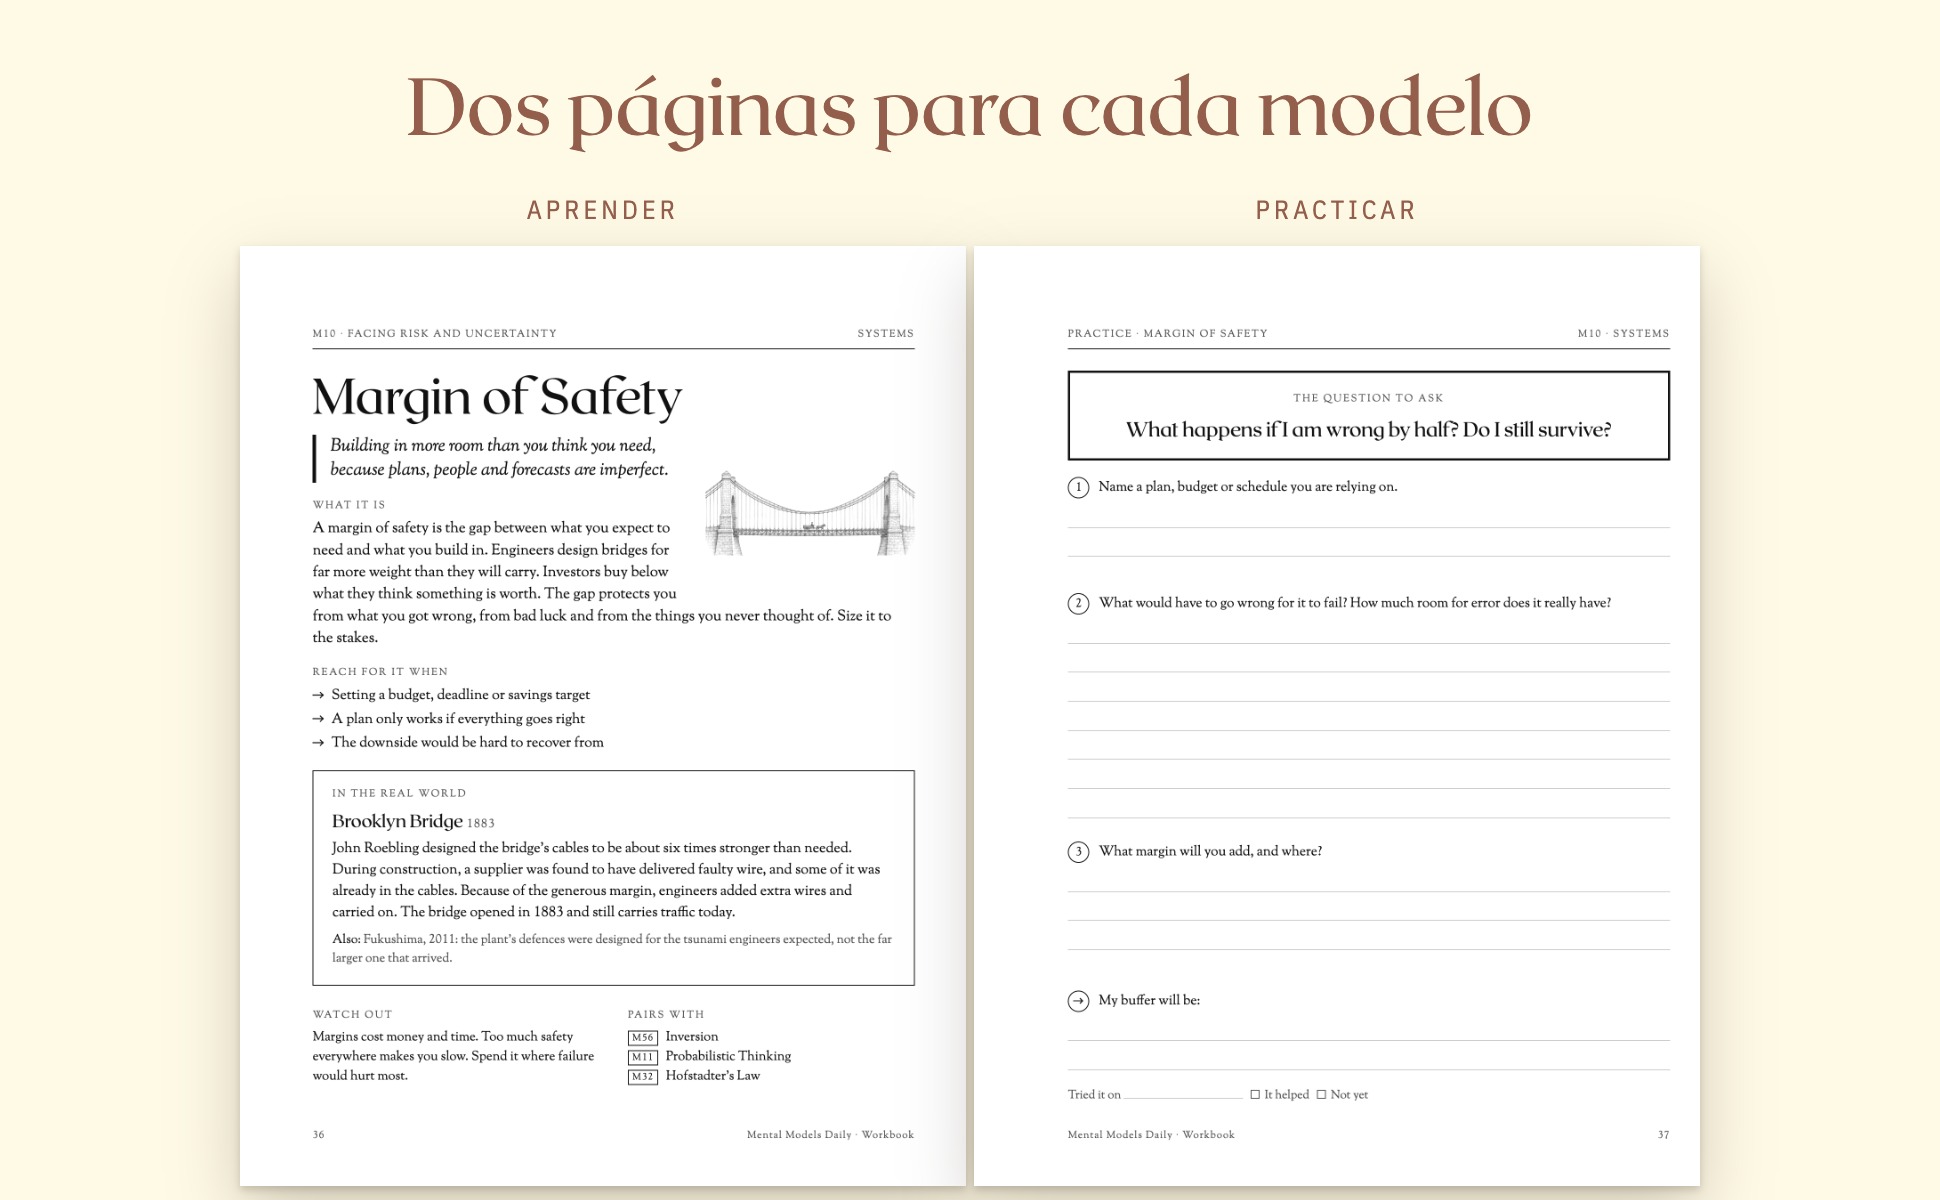 Dos páginas para cada modelo
APRENDER
PRACTICAR
M10 · FACING RISK AND UNCERTAINTY
SYSTEMS
Margin of Safety
Building in more room than you think you need,
because plans, people and forecasts are imperfect.
WHAT IT IS
A margin of safety is the gap between what you expect to
need and what you build in. Engineers design bridges for
far more weight than they will carry. Investors buy below
what they think something is worth. The gap protects you
from what you got wrong, from bad luck and from the things you never thought of. Size it to
the stakes.
REACH FOR IT WHEN
→ Setting a budget, deadline or savings target
→ A plan only works if everything goes right
→ The downside would be hard to recover from
IN THE REAL WORLD
Brooklyn Bridge 1883
John Roebling designed the bridge's cables to be about six times stronger than needed.
During construction, a supplier was found to have delivered faulty wire, and some of it was
already in the cables. Because of the generous margin, engineers added extra wires and
carried on. The bridge opened in 1883 and still carries traffic today.
Also: Fukushima, 2011: the plant's defences were designed for the tsunami engineers expected, not the far
larger one that arrived.
WATCH OUT
Margins cost money and time. Too much safety
everywhere makes you slow. Spend it where failure
would hurt most.
PAIRS WITH
M56 Inversion
M11 Probabilistic Thinking
M32 Hofstadter's Law
36
Mental Models Daily · Workbook
PRACTICE · MARGIN OF SAFETY
M10 · SYSTEMS
THE QUESTION TO ASK
What happens if I am wrong by half? Do I still survive?
1 Name a plan, budget or schedule you are relying on.
2 What would have to go wrong for it to fail? How much room for error does it really have?
3 What margin will you add, and where?
→ My buffer will be:
Tried it on ☐ It helped ☐ Not yet
Mental Models Daily · Workbook
37